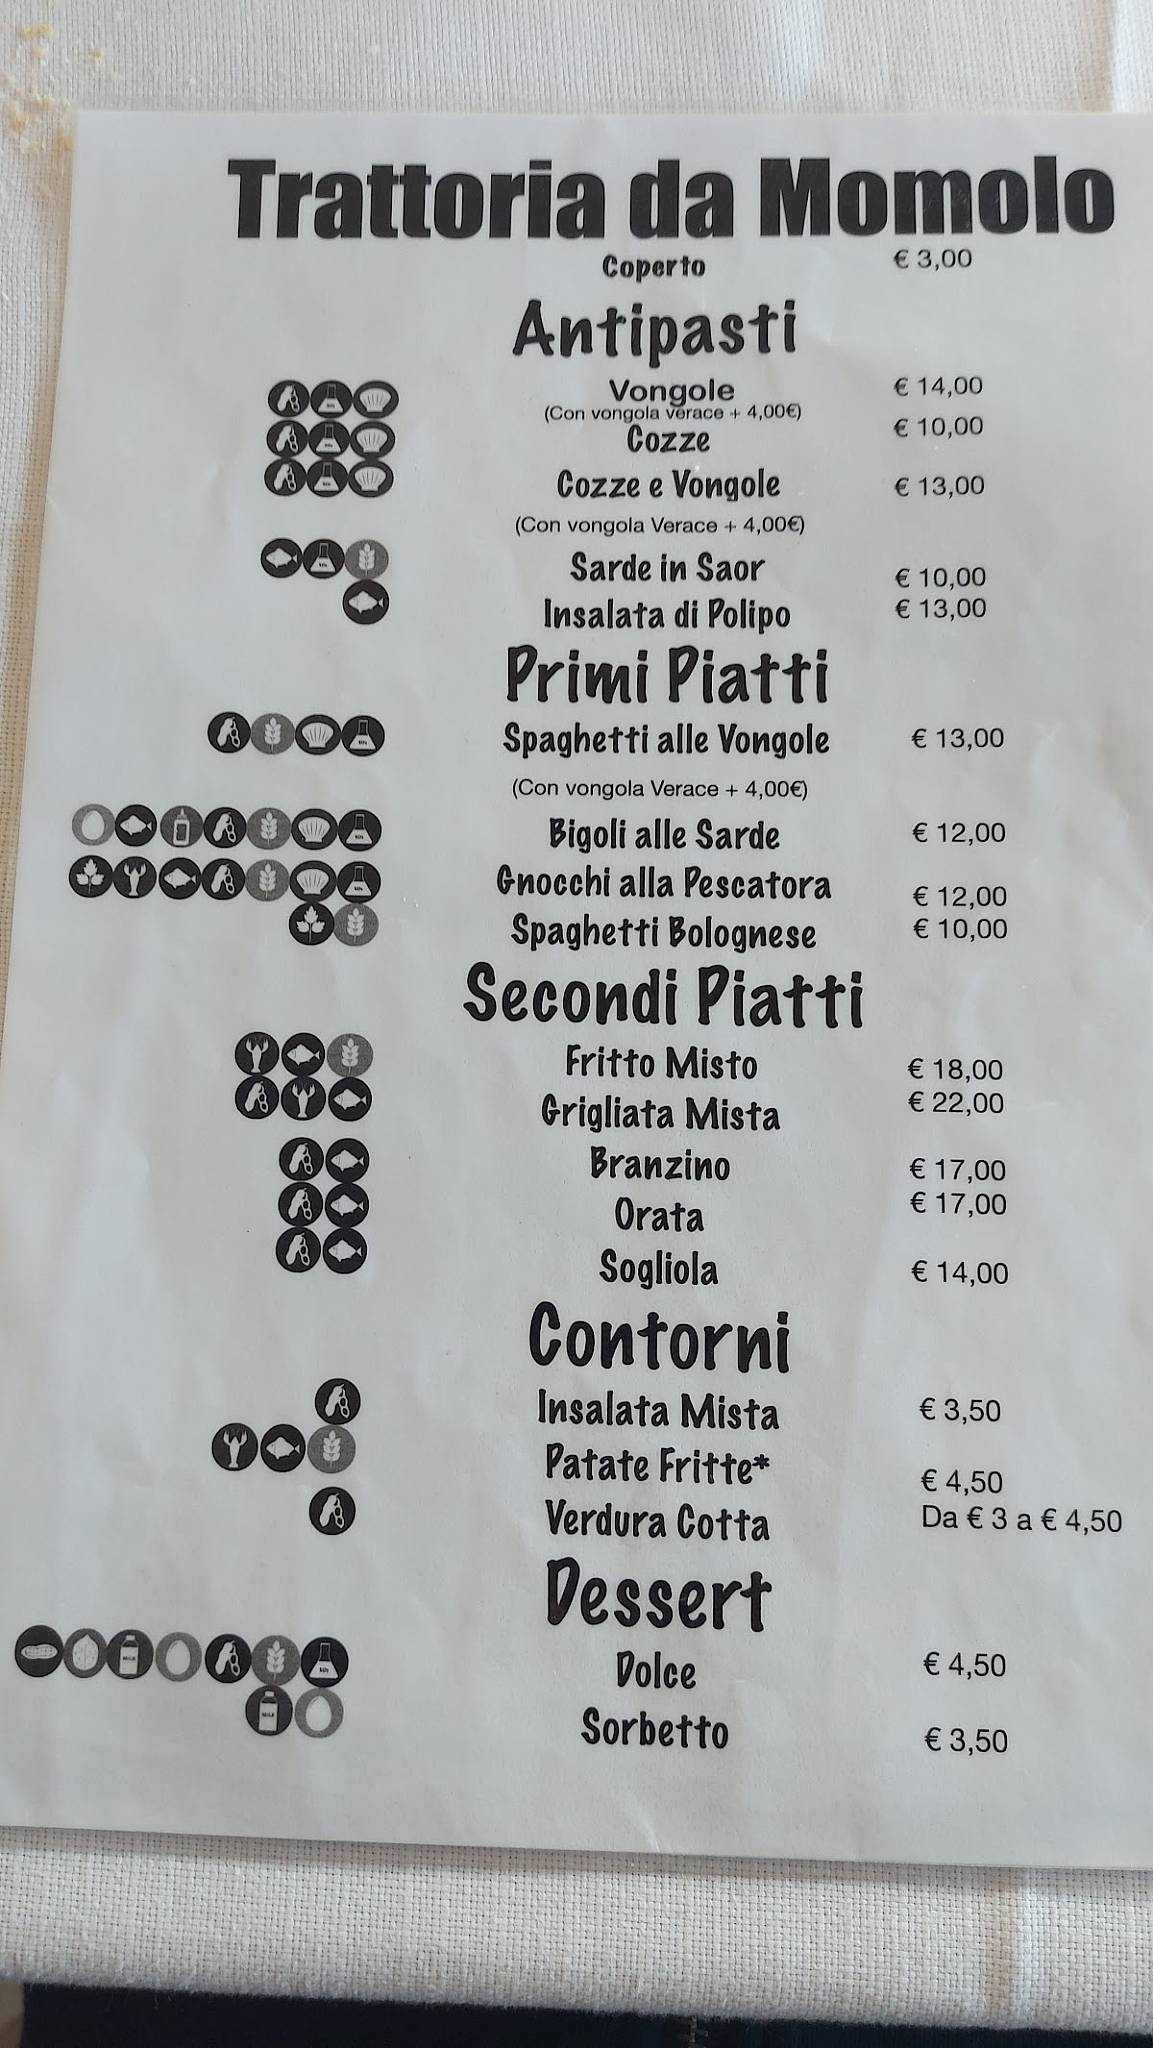 Trattoria da Momolo
Coperto € 3,00
Antipasti
Vongole € 14,00
(Con vongola verace + 4,00€)
Cozze € 10,00
Cozze e Vongole € 13,00
(Con vongola Verace + 4,00€)
Sarde in Saor € 10,00
Insalata di Polipo € 13,00
Primi Piatti
Spaghetti alle Vongole € 13,00
(Con vongola Verace + 4,00€)
Bigoli alle Sarde € 12,00
Gnocchi alla Pescatora € 12,00
Spaghetti Bolognese € 10,00
Secondi Piatti
Fritto Misto € 18,00
Grigliata Mista € 22,00
Branzino € 17,00
Orata € 17,00
Sogliola € 14,00
Contorni
Insalata Mista € 3,50
Patate Fritte* € 4,50
Verdura Cotta Da € 3 a € 4,50
Dessert
Dolce € 4,50
Sorbetto € 3,50